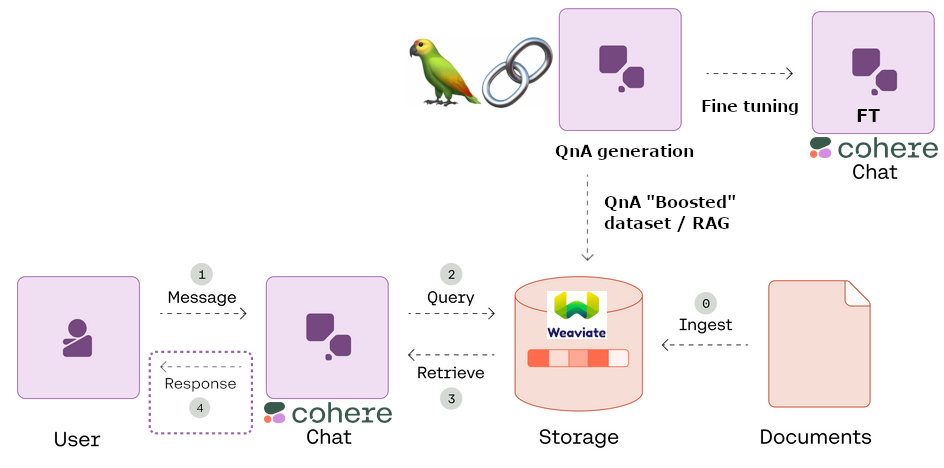 Fine tuning
FT
cohere
Chat
QnA generation
QnA "Boosted"
dataset / RAG
1
Message
2
Query
0
Ingest
Weaviate
Response
4
Retrieve
3
cohere
Chat
User
Storage
Documents